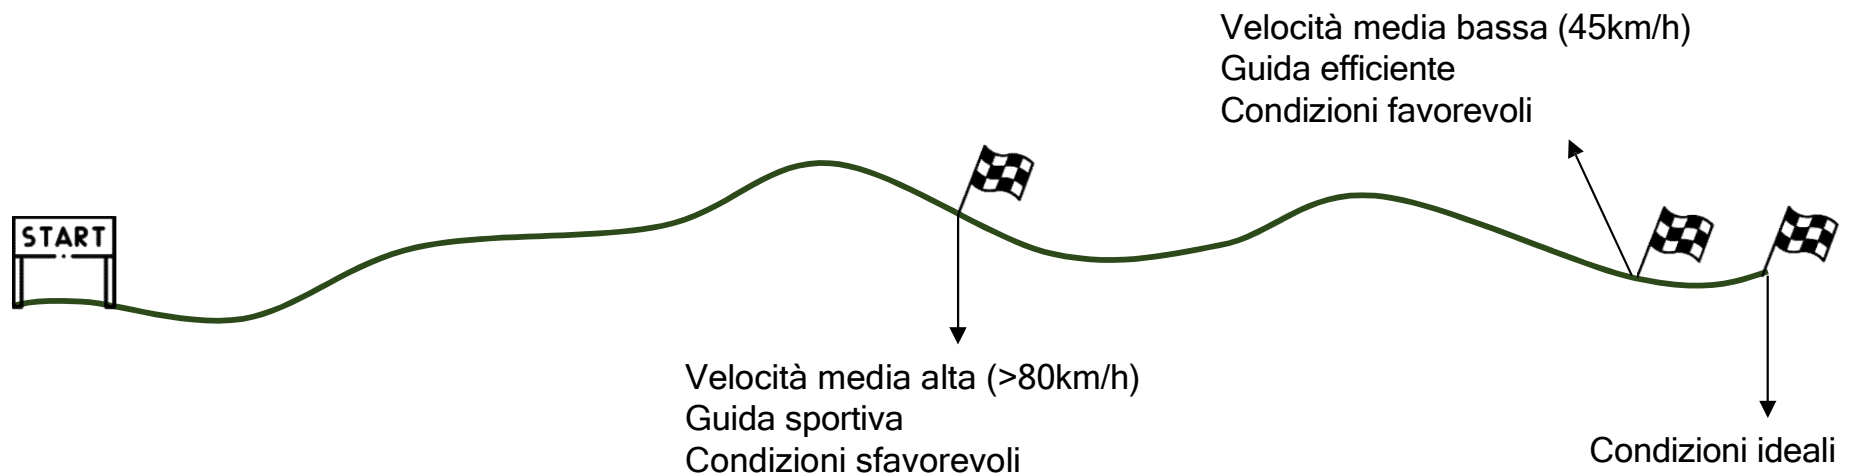 Velocità media bassa (45km/h)
Guida efficiente
Condizioni favorevoli
START
Velocità media alta (>80km/h)
Guida sportiva
Condizioni sfavorevoli
Condizioni ideali